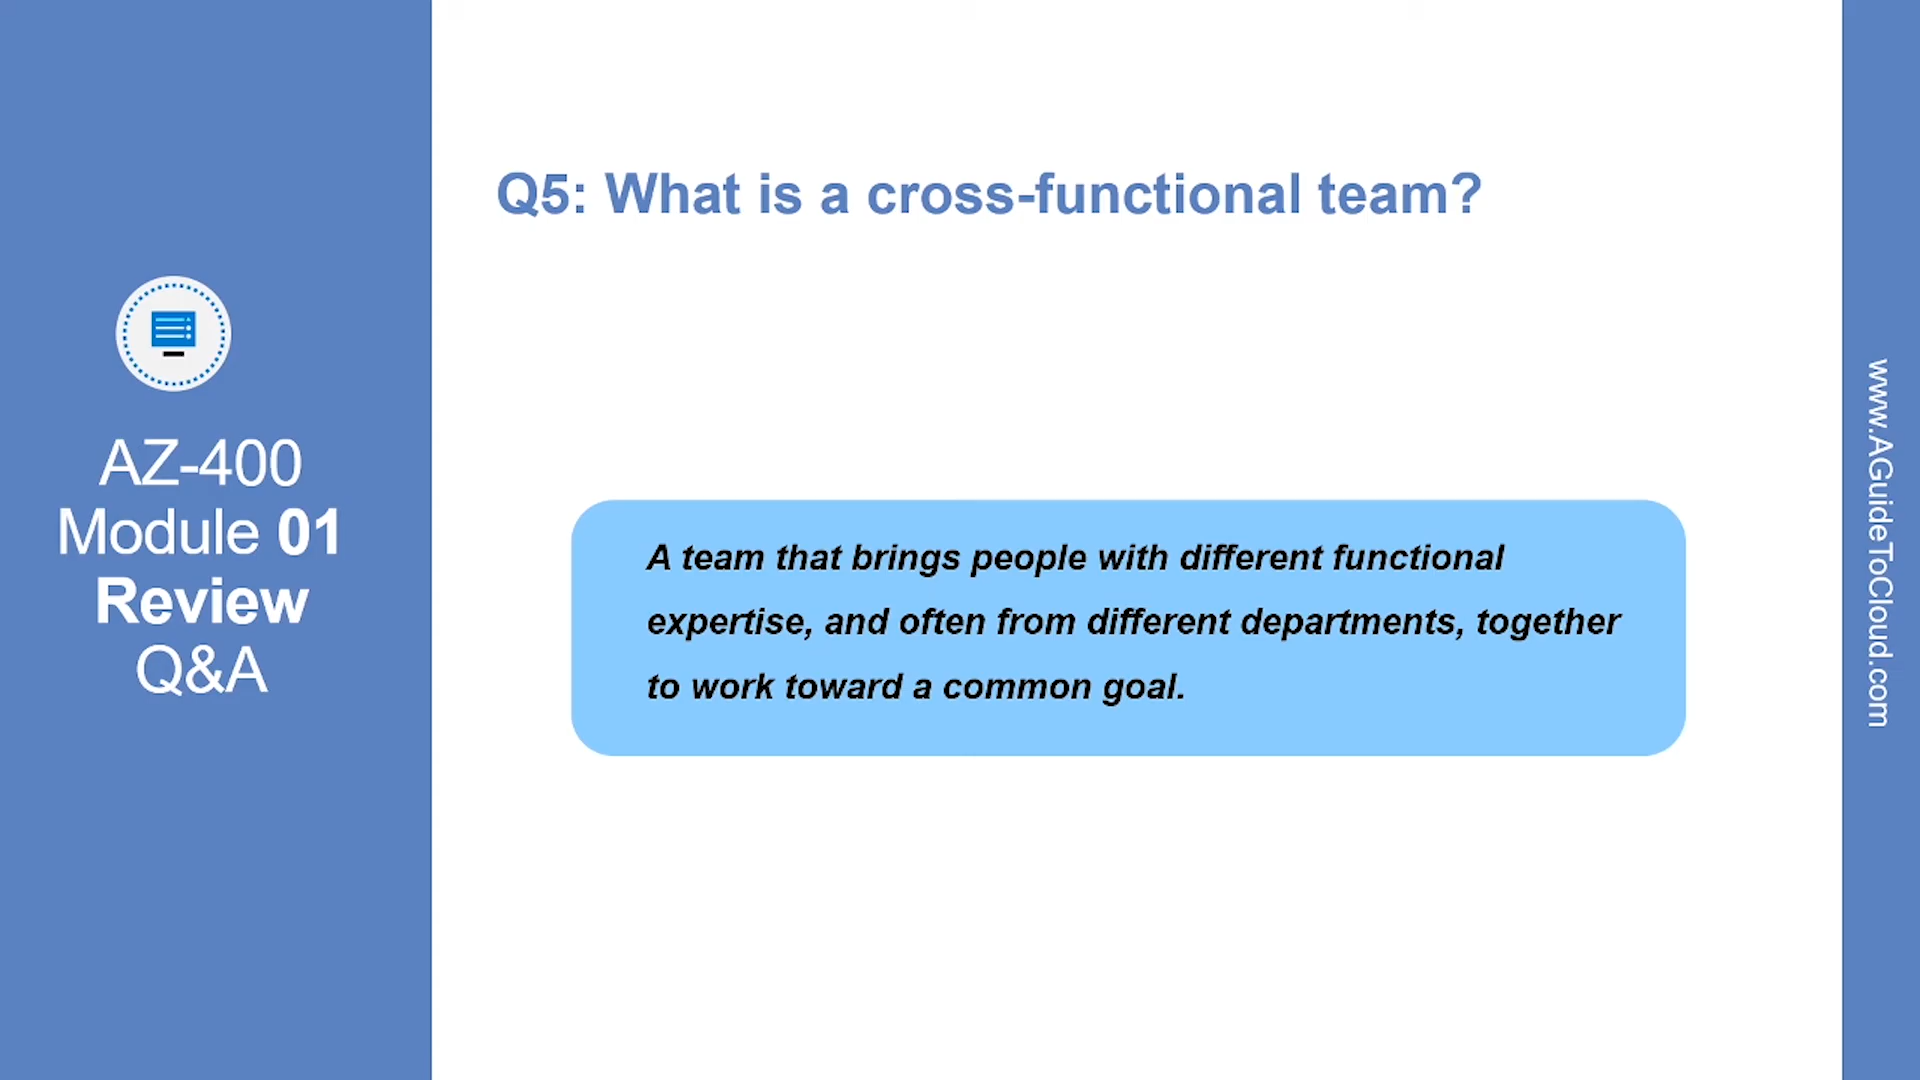 AZ-400
Module 01
Review
Q&A
Q5: What is a cross-functional team?
A team that brings people with different functional
expertise, and often from different departments, together
to work toward a common goal.
www.AGuideToCloud.com